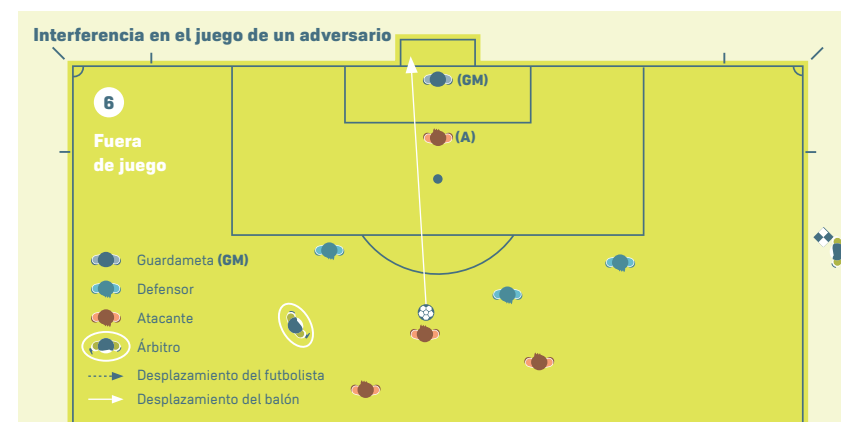 Interferencia en el juego de un adversario
(GM)
6
(A)
Fuera
de juego
Guardameta (GM)
Defensor
Atacante
Árbitro
Desplazamiento del futbolista
Desplazamiento del balón